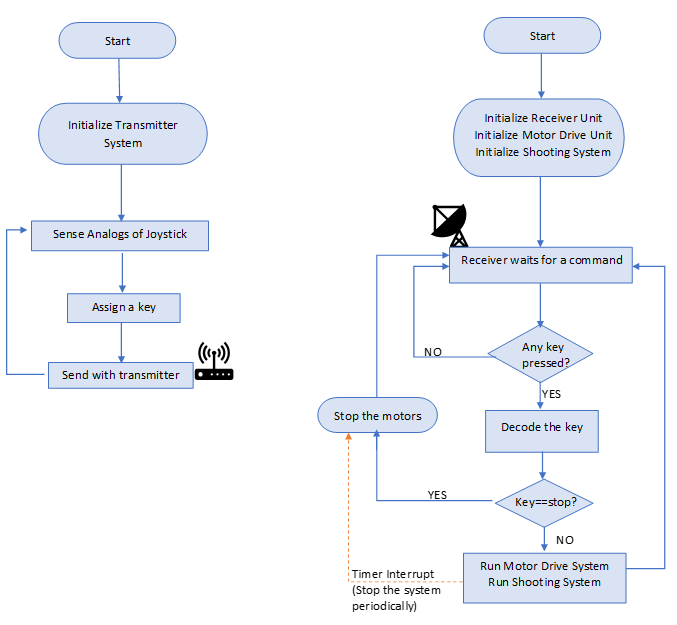 Start
Initialize Transmitter
System
Sense Analogs of Joystick
Assign a key
Send with transmitter
Start
Initialize Receiver Unit
Initialize Motor Drive Unit
Initialize Shooting System
Receiver waits for a command
Any key
pressed?
NO
YES
Stop the motors
Decode the key
Key==stop?
YES
NO
Run Motor Drive System
Run Shooting System
Timer Interrupt
(Stop the system
periodically)